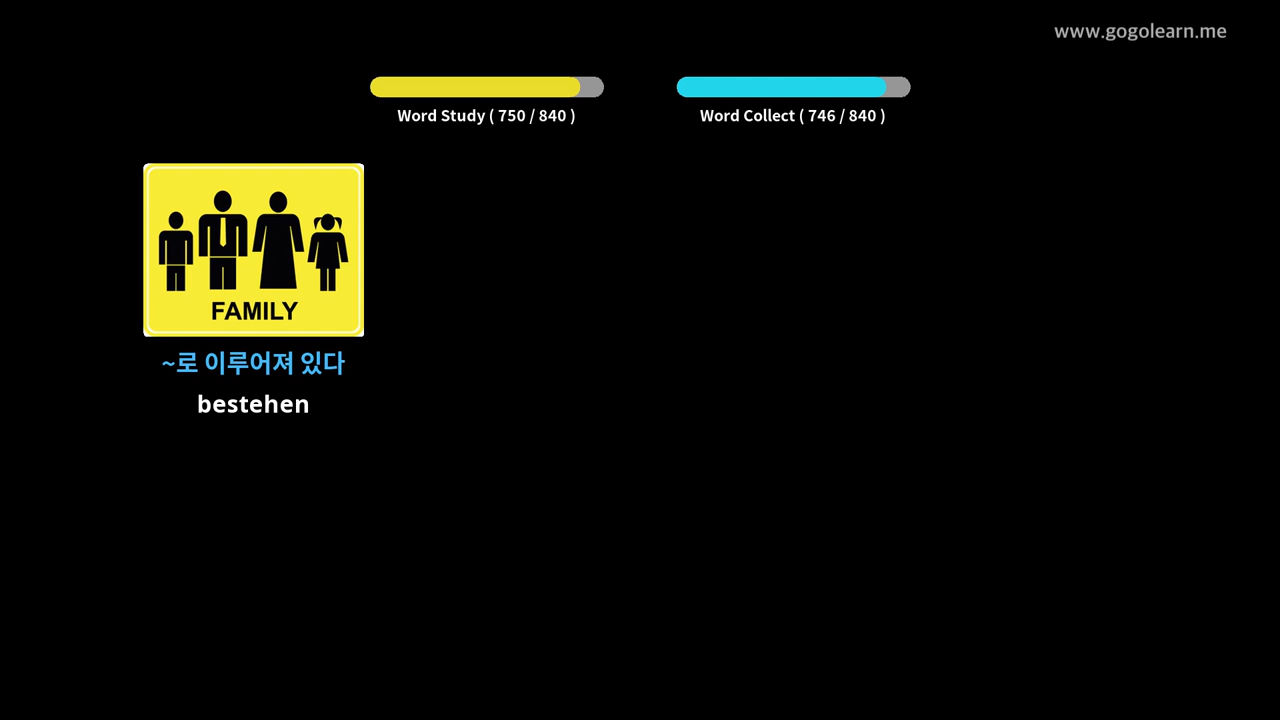 www.gogolearn.me
Word Study ( 750 / 840 )
Word Collect ( 746 / 840 )
FAMILY
~로 이루어져 있다
bestehen